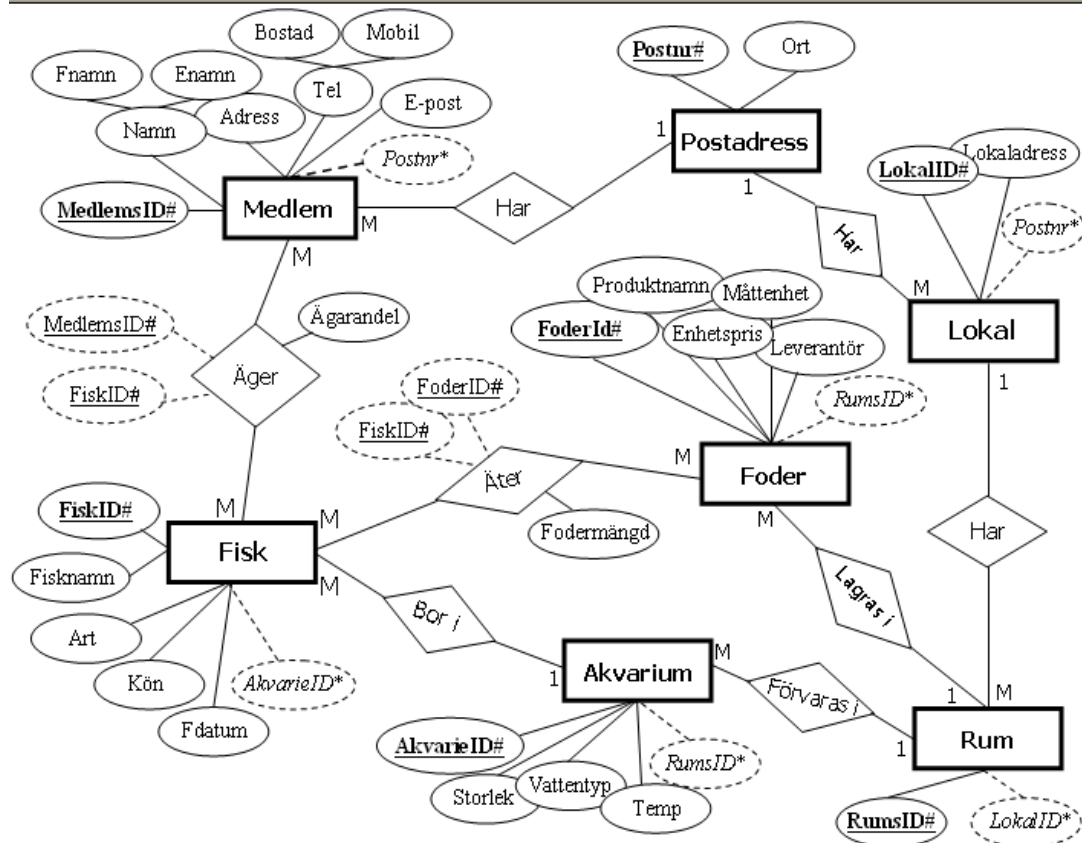 Bostad
Mobil
Fnamn
Enamn
Tel
Namn
Adress
E-post
Postnr*
MedlemsID#
Medlem
M
M
Har
1
Postnr#
Ort
Postadress
1
Har
M
LokalID#
Lokaladress
Postnr*
Lokal
1
MedlemsID#
FiskID#
Ägarandel
Äger
M
Produktnamn
Måttenhet
FoderId#
Enhetspris
Leverantör
RumsID*
Foder
M
M
FoderID#
FiskID#
Äter
Fodermängd
M
FiskID#
Fisk
M
Fisknamn
Art
Kön
Fdatum
AkvarieID*
Bor i
1
Akvarium
M
AkvarieID#
Storlek
Vattentyp
Temp
RumsID*
Förvaras i
1
Lagras i
1
Har
M
Rum
RumsID#
LokalID*